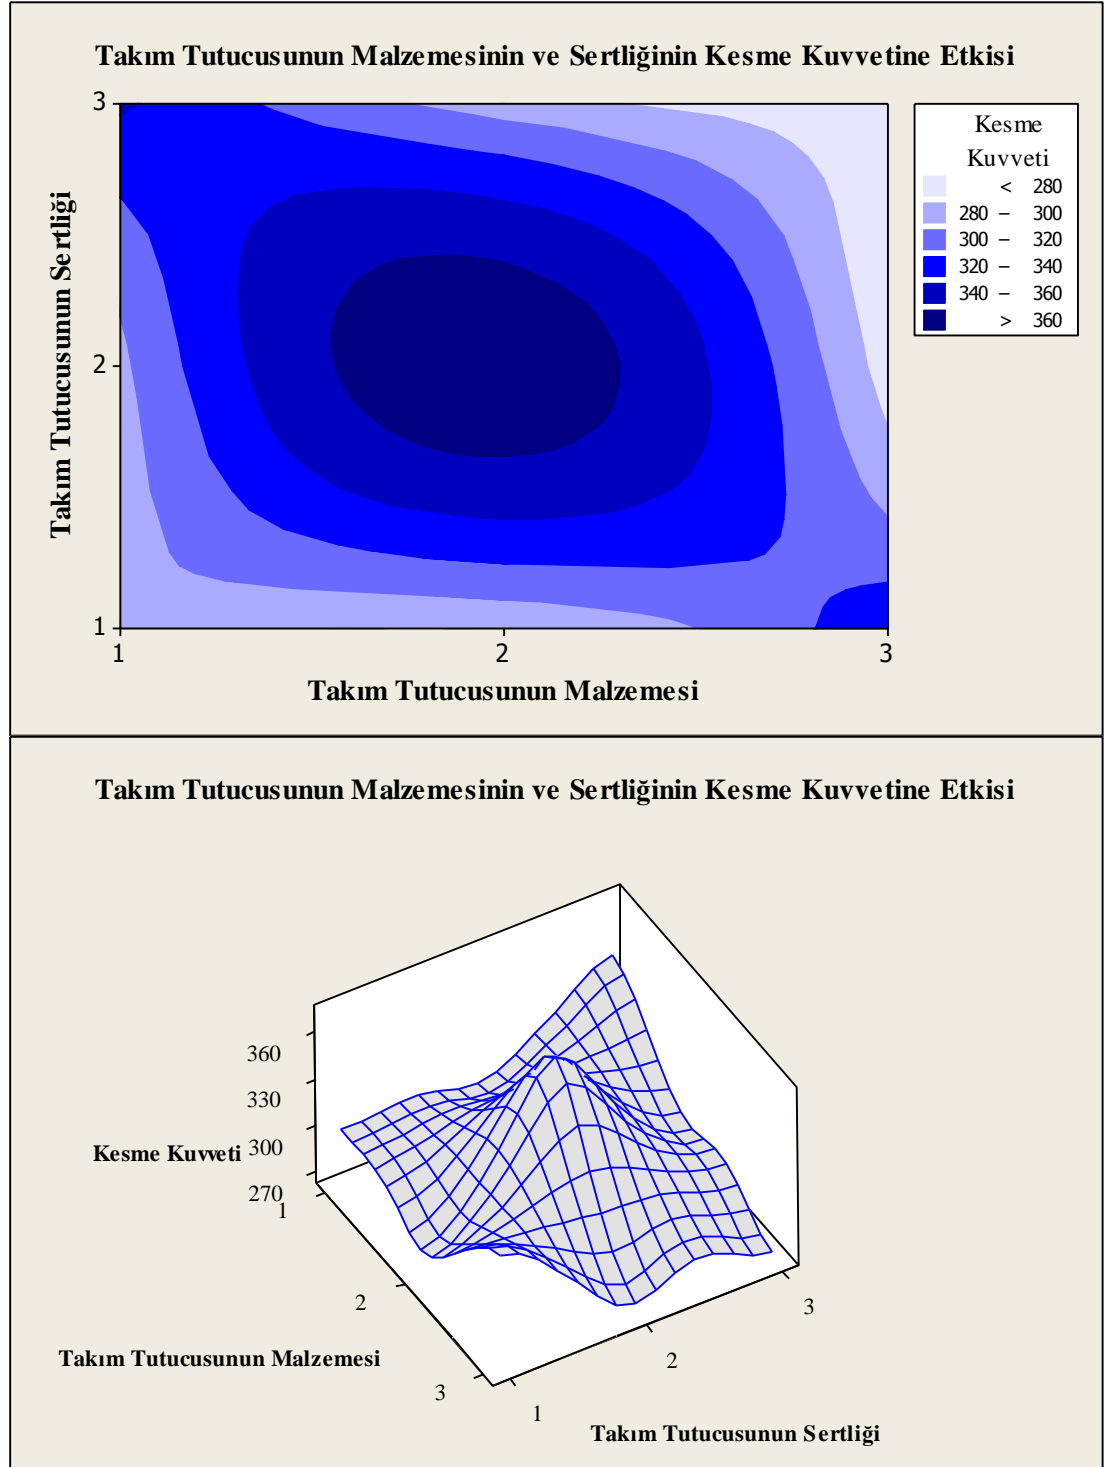 Takım Tutucusunun Malzemesinin ve Sertliğinin Kesme Kuvvetine Etkisi
3
2
1
Takım Tutucusunun Sertliği
1 2 3
Takım Tutucusunun Malzemesi
Kesme
Kuvveti
< 280
280 – 300
300 – 320
320 – 340
340 – 360
> 360
Takım Tutucusunun Malzemesinin ve Sertliğinin Kesme Kuvvetine Etkisi
360
330
300
270
Kesme Kuvveti
1
2
3
Takım Tutucusunun Malzemesi
1
2
3
Takım Tutucusunun Sertliği